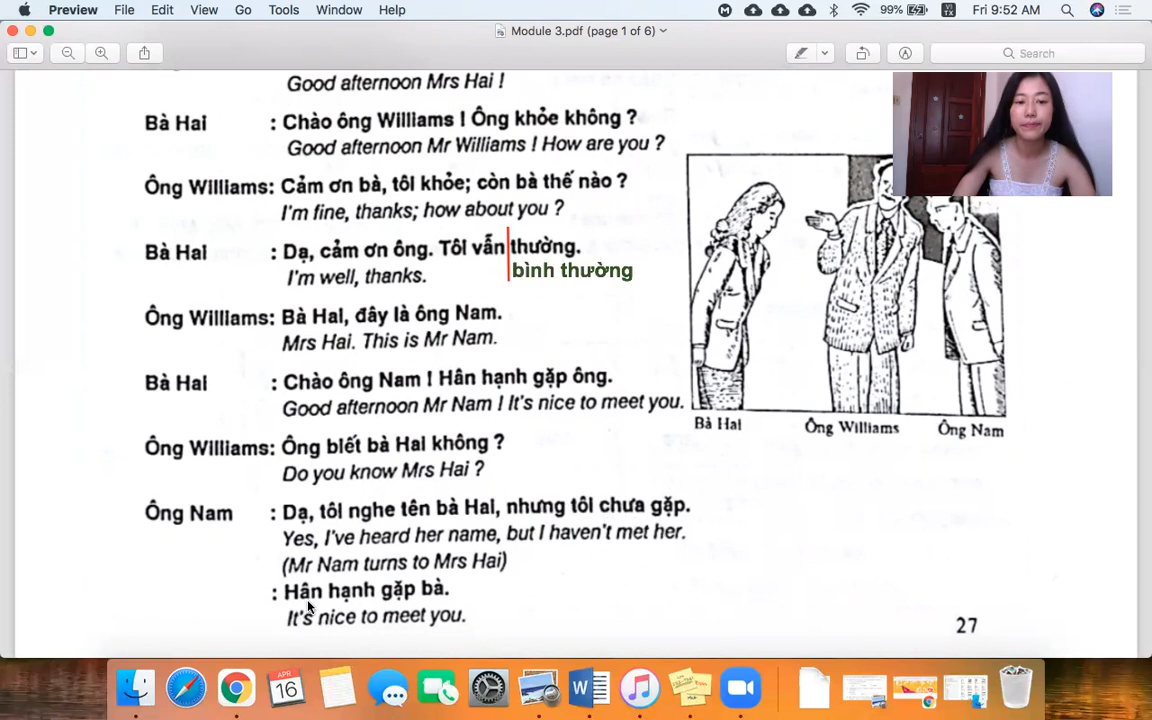 Preview File Edit View Go Tools Window Help 99% Fri 9:52 AM
Module 3.pdf (page 1 of 6)
Search
Good afternoon Mrs Hai !
Bà Hai : Chào ông Williams ! Ông khỏe không ?
Good afternoon Mr Williams ! How are you ?
Ông Williams: Cảm ơn bà, tôi khỏe; còn bà thế nào ?
I'm fine, thanks; how about you ?
Bà Hai : Dạ, cảm ơn ông. Tôi vẫn thường.
bình thường
I'm well, thanks.
Ông Williams: Bà Hai, đây là ông Nam.
Mrs Hai. This is Mr Nam.
Bà Hai : Chào ông Nam ! Hân hạnh gặp ông.
Good afternoon Mr Nam ! It's nice to meet you.
Bà Hai Ông Williams Ông Nam
Ông Williams: Ông biết bà Hai không ?
Do you know Mrs Hai ?
Ông Nam : Dạ, tôi nghe tên bà Hai, nhưng tôi chưa gặp.
Yes, I've heard her name, but I haven't met her.
(Mr Nam turns to Mrs Hai)
: Hân hạnh gặp bà.
It's nice to meet you.
27
APR
16